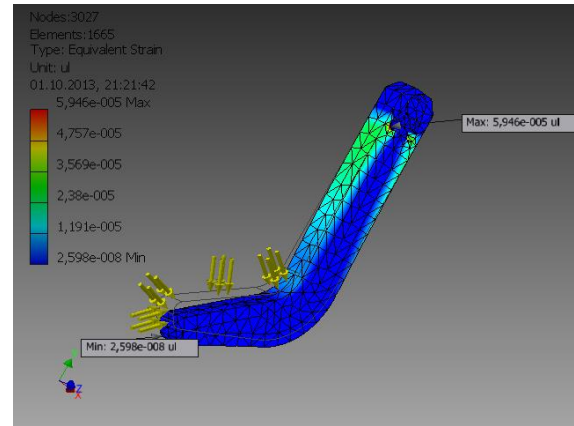 Nodes:3027
Elements:1665
Type: Equivalent Strain
Unit: ul
01.10.2013, 21:21:42
5,946e-005 Max
4,757e-005
3,569e-005
2,38e-005
1,191e-005
2,598e-008 Min
Max: 5,946e-005 ul
Min: 2,598e-008 ul
Z
X